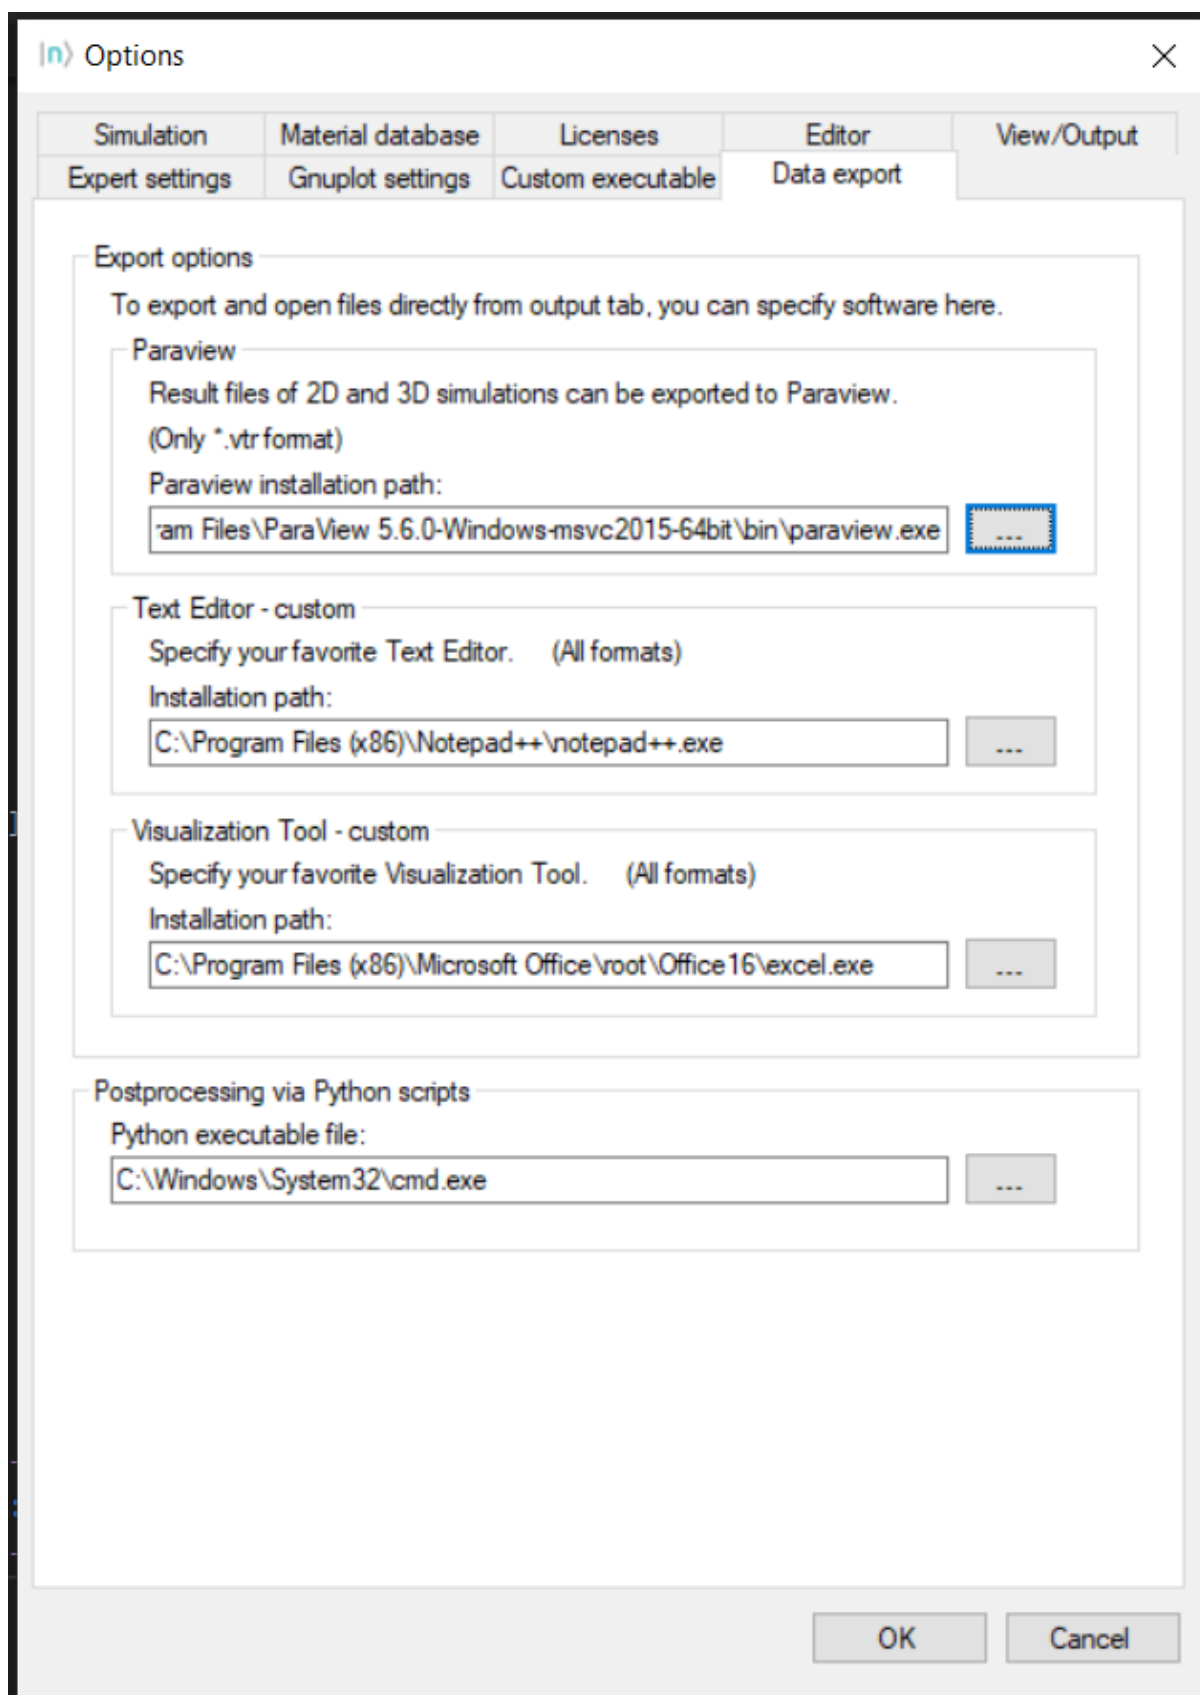 |n⟩ Options
Simulation Material database Licenses Editor View/Output
Expert settings Gnuplot settings Custom executable Data export
Export options
To export and open files directly from output tab, you can specify software here.
Paraview
Result files of 2D and 3D simulations can be exported to Paraview.
(Only *.vtr format)
Paraview installation path:
ram Files\ParaView 5.6.0-Windows-msvc2015-64bit\bin\paraview.exe ...
Text Editor - custom
Specify your favorite Text Editor. (All formats)
Installation path:
C:\Program Files (x86)\Notepad++\notepad++.exe ...
Visualization Tool - custom
Specify your favorite Visualization Tool. (All formats)
Installation path:
C:\Program Files (x86)\Microsoft Office\root\Office16\excel.exe ...
Postprocessing via Python scripts
Python executable file:
C:\Windows\System32\cmd.exe ...
OK Cancel